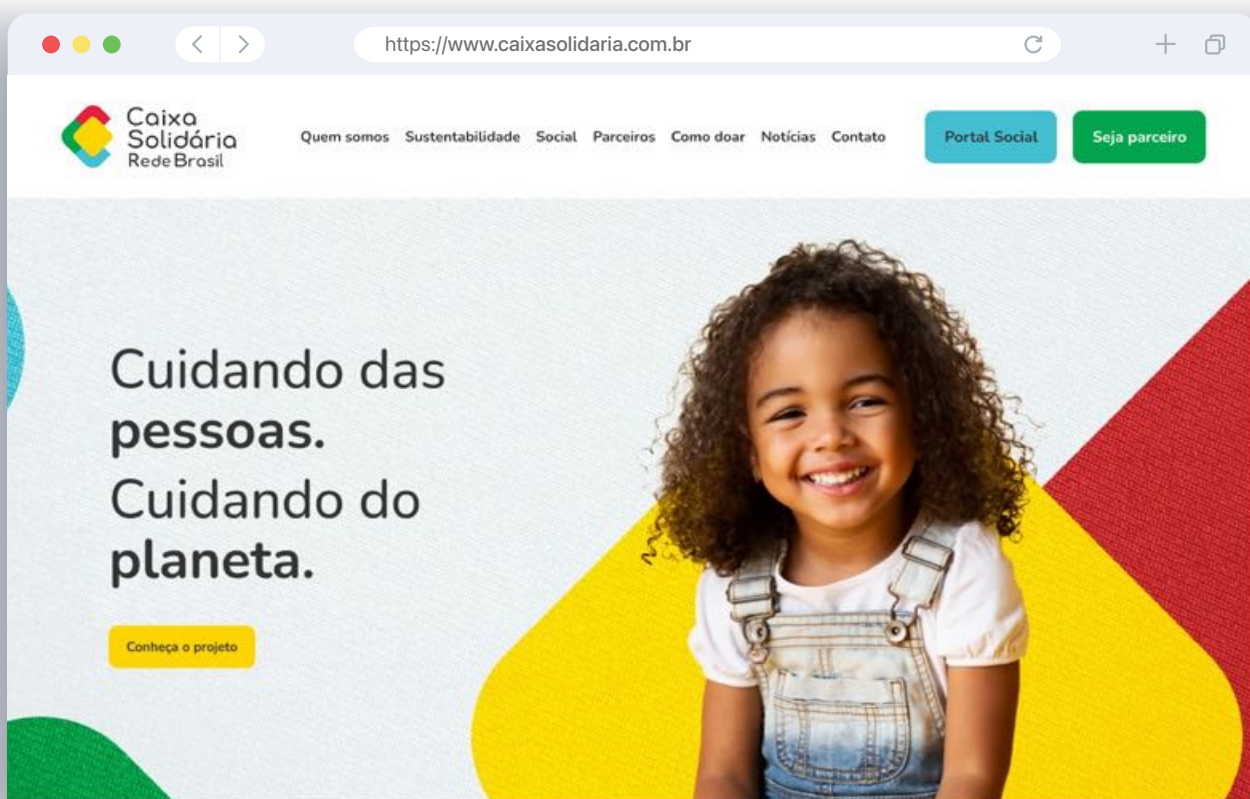 https://www.caixasolidaria.com.br
Caixa
Solidária
Rede Brasil
Quem somos Sustentabilidade Social Parceiros Como doar Notícias Contato Portal Social Seja parceiro
Cuidando das
pessoas.
Cuidando do
planeta.
Conheça o projeto